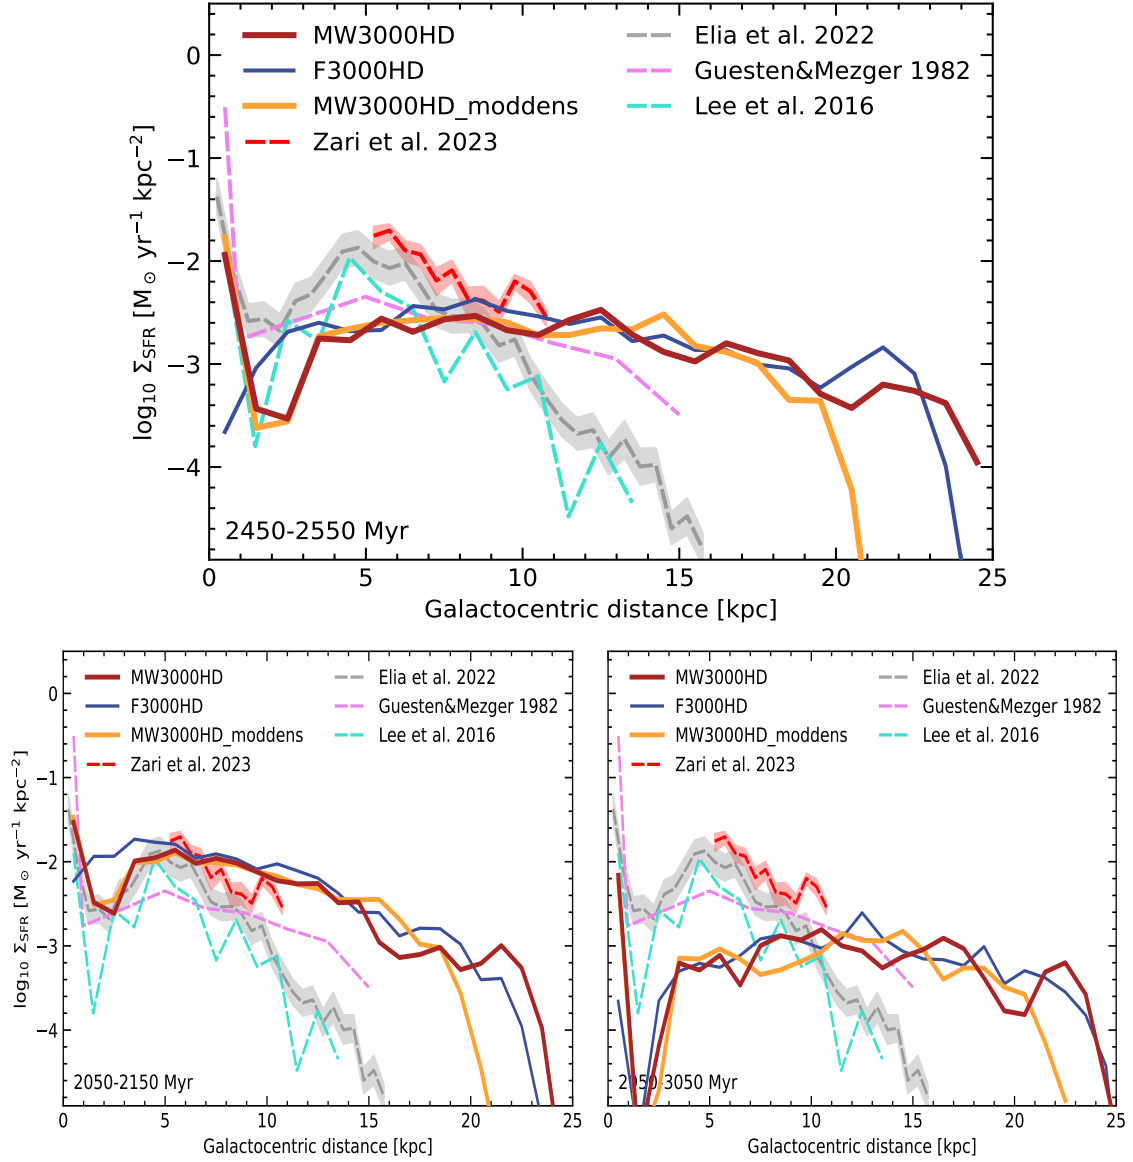 MW3000HD
F3000HD
MW3000HD_moddens
Zari et al. 2023
Elia et al. 2022
Guesten&Mezger 1982
Lee et al. 2016
log₁₀ Σ_SFR [M⊙ yr⁻¹ kpc⁻²]
0
−1
−2
−3
−4
2450-2550 Myr
0 5 10 15 20 25
Galactocentric distance [kpc]
MW3000HD
F3000HD
MW3000HD_moddens
Zari et al. 2023
Elia et al. 2022
Guesten&Mezger 1982
Lee et al. 2016
log₁₀ Σ_SFR [M⊙ yr⁻¹ kpc⁻²]
0
−1
−2
−3
−4
2050-2150 Myr
0 5 10 15 20 25
Galactocentric distance [kpc]
MW3000HD
F3000HD
MW3000HD_moddens
Zari et al. 2023
Elia et al. 2022
Guesten&Mezger 1982
Lee et al. 2016
2950-3050 Myr
0 5 10 15 20 25
Galactocentric distance [kpc]